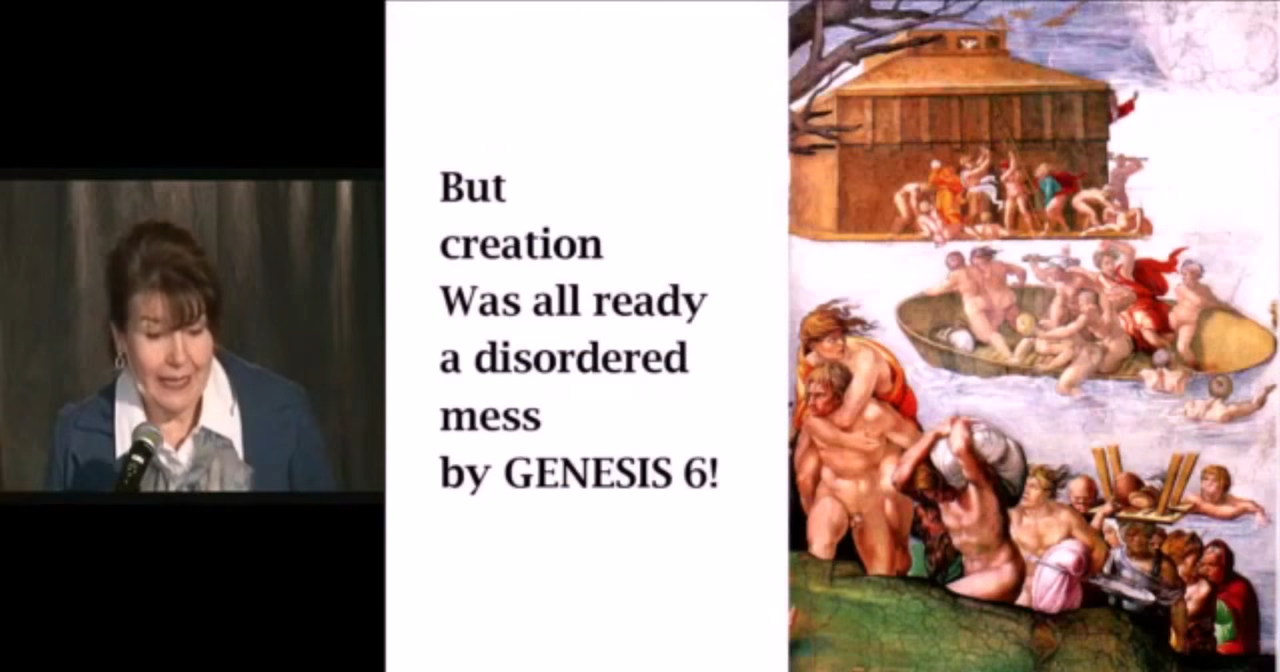 But
creation
Was all ready
a disordered
mess
by GENESIS 6!